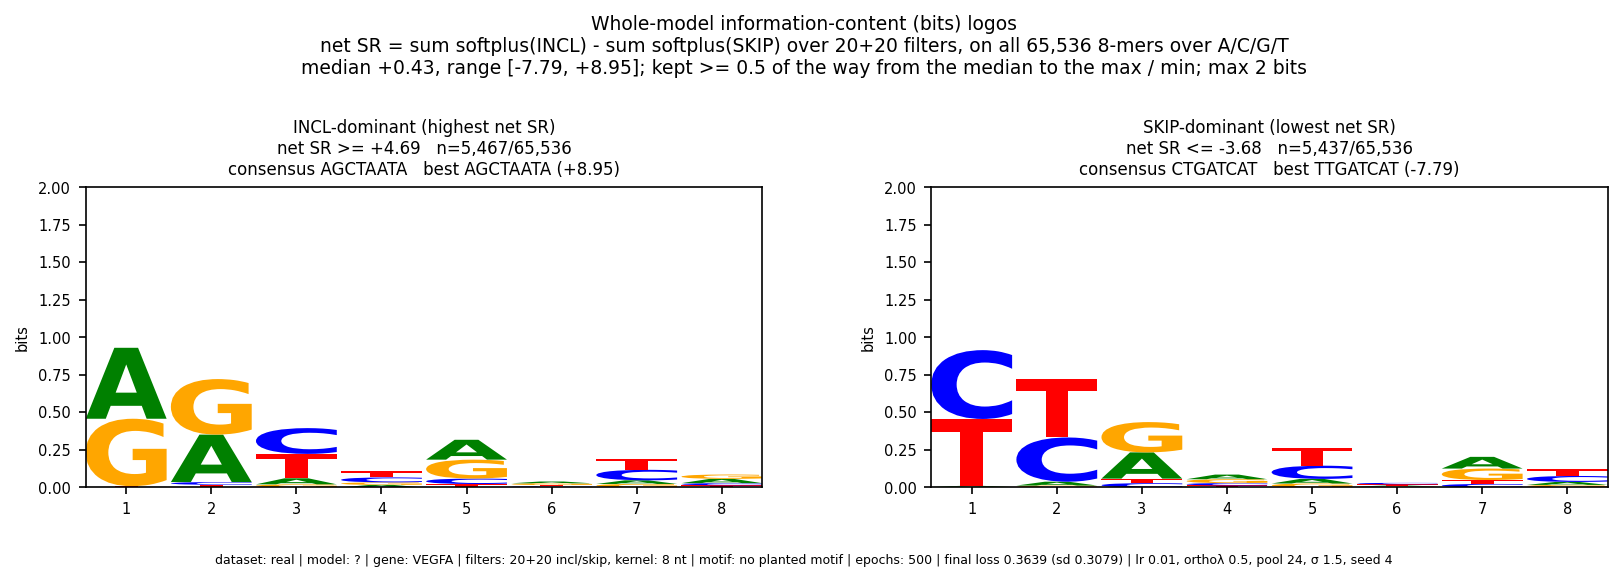 Whole-model information-content (bits) logos
net SR = sum softplus(INCL) - sum softplus(SKIP) over 20+20 filters, on all 65,536 8-mers over A/C/G/T
median +0.43, range [-7.79, +8.95]; kept >= 0.5 of the way from the median to the max / min; max 2 bits
INCL-dominant (highest net SR)
net SR >= +4.69   n=5,467/65,536
consensus AGCTAATA   best AGCTAATA (+8.95)
2.00
1.75
1.50
1.25
1.00
0.75
0.50
0.25
0.00
bits
1 2 3 4 5 6 7 8
SKIP-dominant (lowest net SR)
net SR <= -3.68   n=5,437/65,536
consensus CTGATCAT   best TTGATCAT (-7.79)
2.00
1.75
1.50
1.25
1.00
0.75
0.50
0.25
0.00
bits
1 2 3 4 5 6 7 8
dataset: real | model: ? | gene: VEGFA | filters: 20+20 incl/skip, kernel: 8 nt | motif: no planted motif | epochs: 500 | final loss 0.3639 (sd 0.3079) | lr 0.01, orthoλ 0.5, pool 24, σ 1.5, seed 4